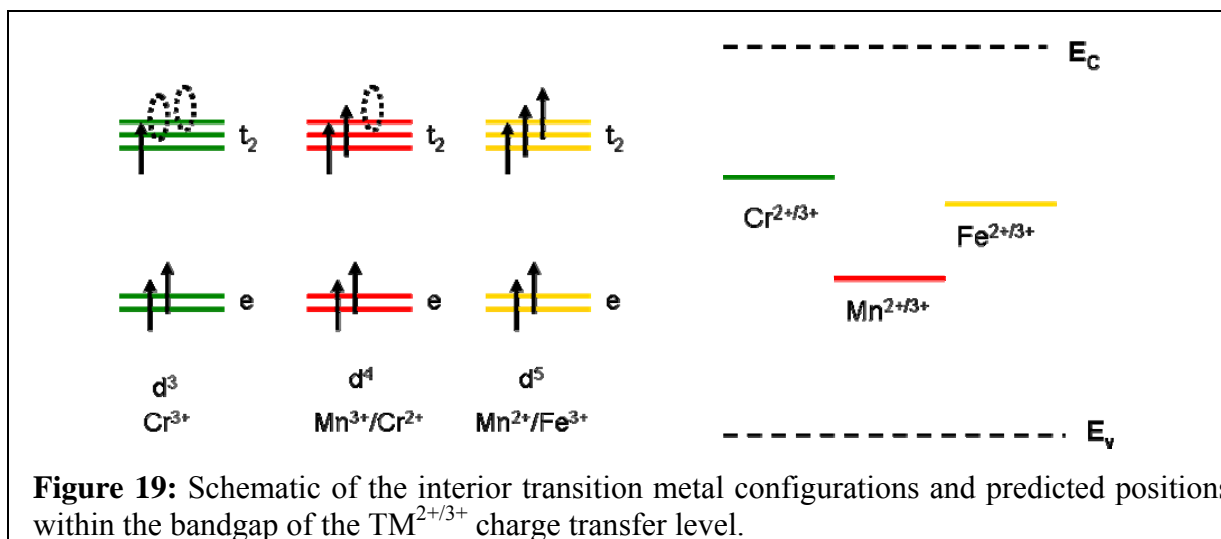 t₂
t₂
t₂
e
e
e
d³
d⁴
d⁵
Cr³⁺
Mn³⁺/Cr²⁺
Mn²⁺/Fe³⁺
E_C
Cr²⁺/³⁺
Fe²⁺/³⁺
Mn²⁺/³⁺
E_v
Figure 19: Schematic of the interior transition metal configurations and predicted positions
within the bandgap of the TM²⁺/³⁺ charge transfer level.